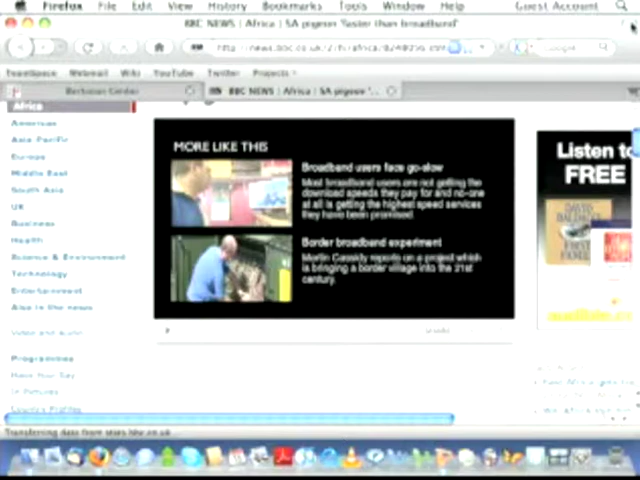 Firefox File Edit View History Bookmarks Tools Window Help Guest Account
BBC NEWS | Africa | SA pigeon 'faster than broadband'
Webmail Wiki YouTube Twitter Projects
BBC NEWS | Africa | SA pigeon '...
Africa
Americas
Asia-Pacific
Europe
Middle East
South Asia
UK
Business
Health
Science & Environment
Technology
Entertainment
Also in the news
Video and Audio
Programmes
Have Your Say
In Pictures
Country Profiles
MORE LIKE THIS
Broadband users face go-slow
Most broadband users are not getting the
download speeds they pay for and no-one
at all is getting the highest speed services
they have been promised.
Border broadband experiment
Martin Cassidy reports on a project which
is bringing a border village into the 21st
century.
Listen to
FREE
DAVID
BALDACCI
FIRST
FAMILY
Transferring data from